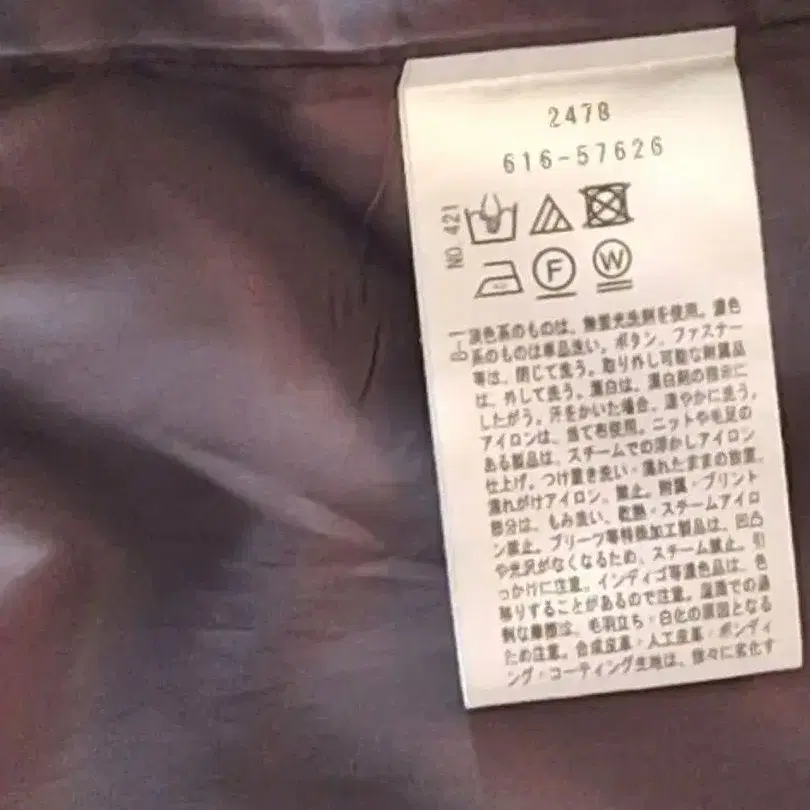 2478
616-57626
NO. 421
F
W
B-1
淡色系のものは、無蛍光洗剤を使用。濃色
系のものは単品洗い。ボタン、ファスナー
等は、閉じて洗う。取り外し可能な附属品
は、外して洗う。漂白は、漂白剤の指示に
したがう。汗をかいた場合、速やかに洗う。
アイロンは、当て布使用。ニットや毛足の
ある製品は、スチームでの浮かしアイロン
仕上げ。つけ置き洗い・濡れたままの放置、
濡れがけアイロン、禁止。附属・プリント
部分は、もみ洗い、乾熱・スチームアイロ
ン禁止。プリーツ等特殊加工製品は、凹凸
や光沢がなくなるため、スチーム禁止。引
っかけに注意。インディゴ等濃色品は、色
移りすることがあるので注意。湿潤での過
剰な摩擦は、毛羽立ち・白化の原因となる
ため注意。合成皮革・人工皮革・ボンディ
ング・コーティング生地は、徐々に劣化す